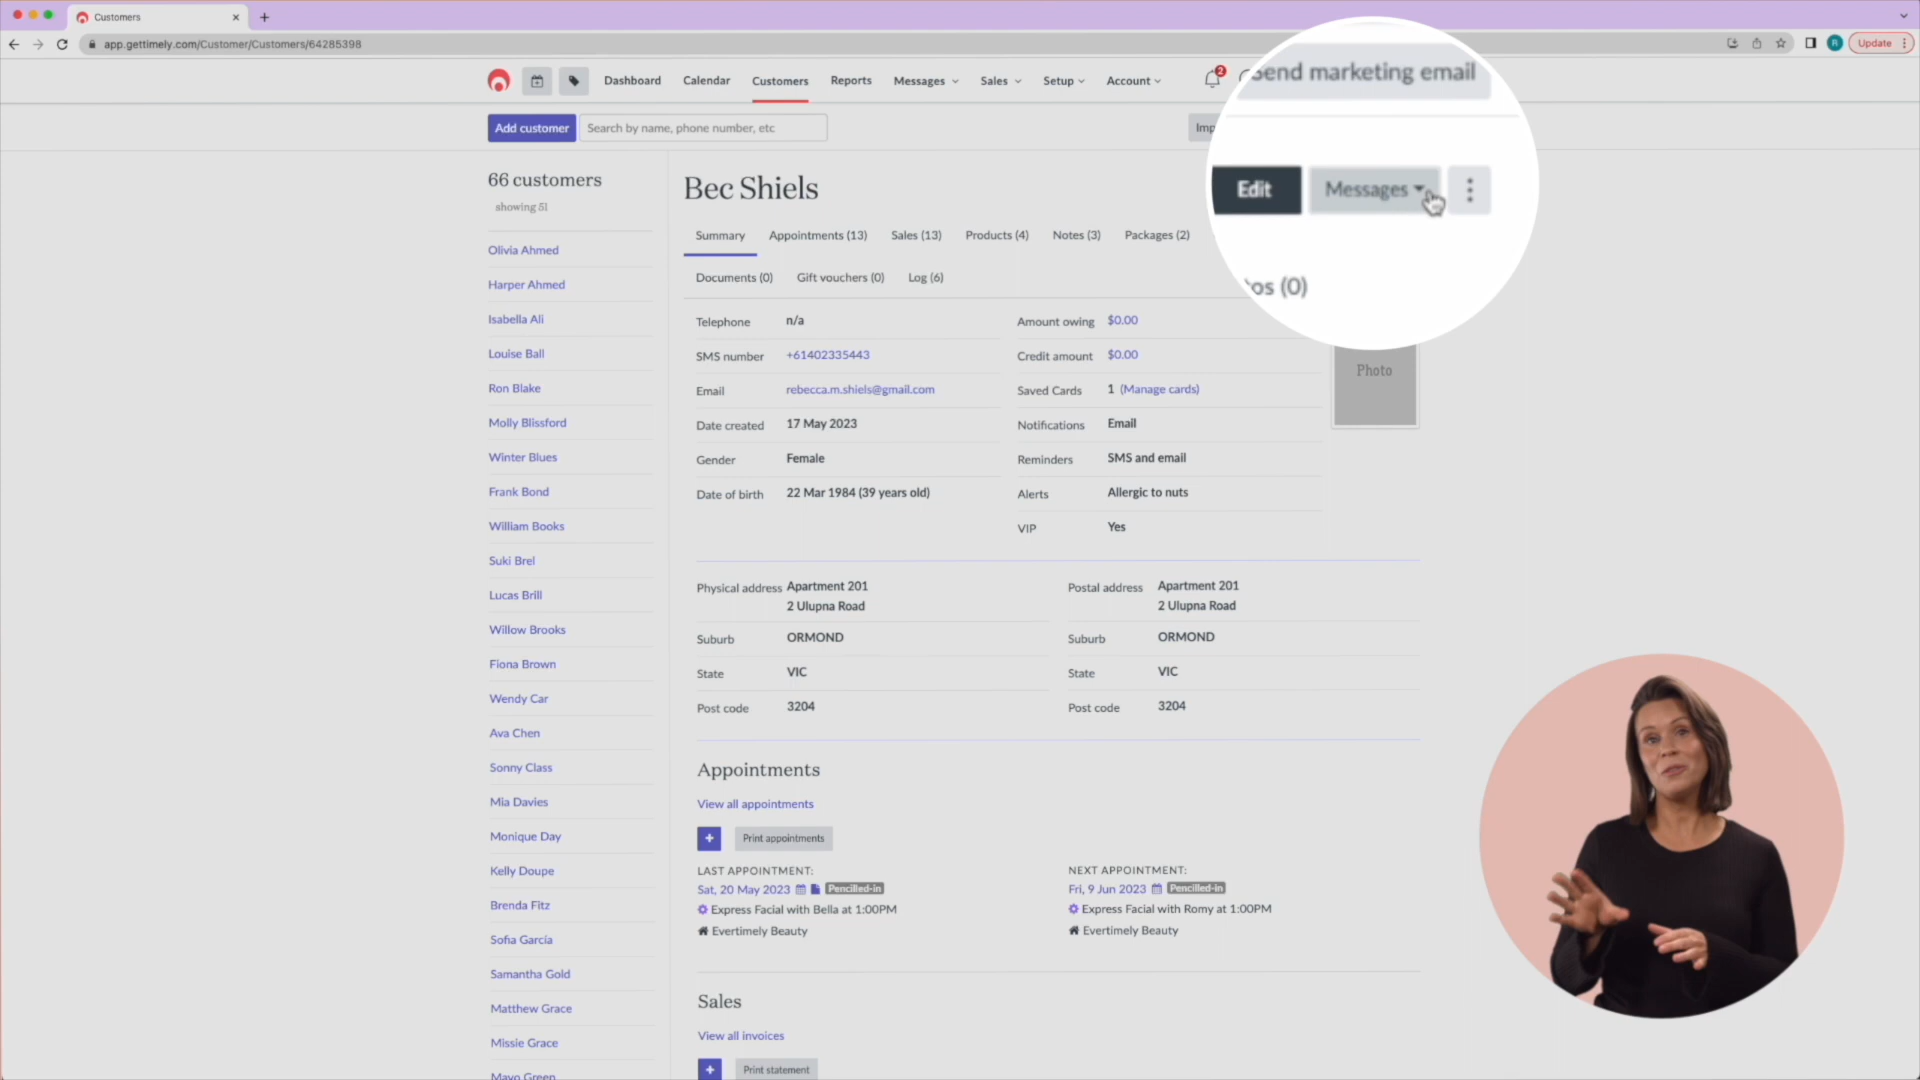 Customers
app.gettimely.com/Customer/Customers/64285398
Update
Dashboard
Calendar
Customers
Reports
Messages
Sales
Setup
Account
2
Send marketing email
Add customer
Search by name, phone number, etc
66 customers
showing 51
Olivia Ahmed
Harper Ahmed
Isabella Ali
Louise Ball
Ron Blake
Molly Blissford
Winter Blues
Frank Bond
William Books
Suki Brel
Lucas Brill
Willow Brooks
Fiona Brown
Wendy Car
Ava Chen
Sonny Class
Mia Davies
Monique Day
Kelly Doupe
Brenda Fitz
Sofia García
Samantha Gold
Matthew Grace
Missie Grace
Mayo Green
Bec Shiels
Edit
Messages
Summary
Appointments (13)
Sales (13)
Products (4)
Notes (3)
Packages (2)
(0)
Documents (0)
Gift vouchers (0)
Log (6)
Telephone n/a
SMS number +61402335443
Email rebecca.m.shiels@gmail.com
Date created 17 May 2023
Gender Female
Date of birth 22 Mar 1984 (39 years old)
Amount owing $0.00
Credit amount $0.00
Saved Cards 1 (Manage cards)
Notifications Email
Reminders SMS and email
Alerts Allergic to nuts
VIP Yes
Photo
Physical address Apartment 201
2 Ulupna Road
Suburb ORMOND
State VIC
Post code 3204
Postal address Apartment 201
2 Ulupna Road
Suburb ORMOND
State VIC
Post code 3204
Appointments
View all appointments
+ Print appointments
LAST APPOINTMENT:
Sat, 20 May 2023 Pencilled-in
Express Facial with Bella at 1:00PM
Evertimely Beauty
NEXT APPOINTMENT:
Fri, 9 Jun 2023 Pencilled-in
Express Facial with Romy at 1:00PM
Evertimely Beauty
Sales
View all invoices
+ Print statement